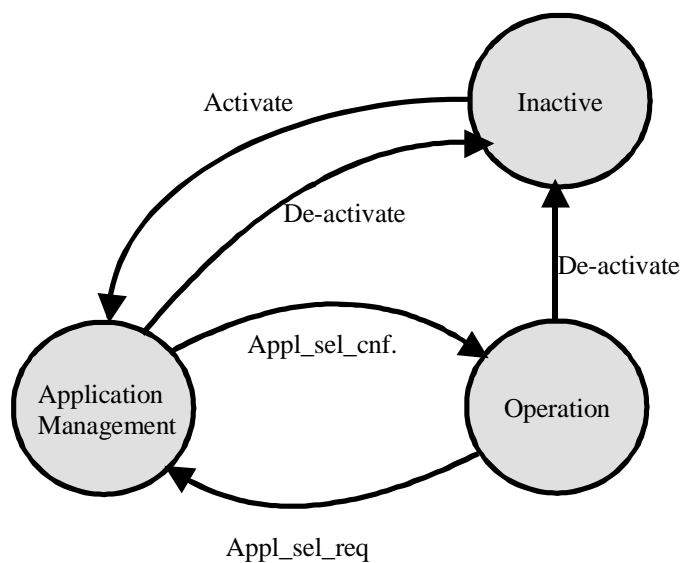 Activate
Inactive
De-activate
De-activate
Appl_sel_cnf.
Application
Management
Operation
Appl_sel_req